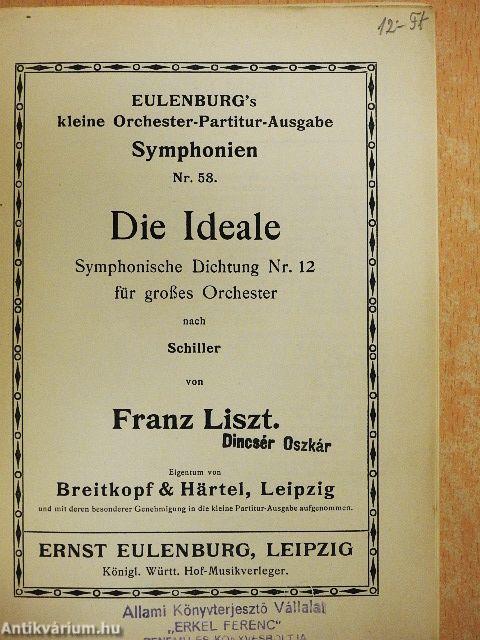 12.- Ft
EULENBURG's
kleine Orchester-Partitur-Ausgabe
Symphonien
Nr. 58.
Die Ideale
Symphonische Dichtung Nr. 12
für großes Orchester
nach
Schiller
von
Franz Liszt.
Dincsér Oszkár
Eigentum von
Breitkopf & Härtel, Leipzig
und mit deren besonderer Genehmigung in die kleine Partitur-Ausgabe aufgenommen.
ERNST EULENBURG, LEIPZIG
Königl. Württ. Hof-Musikverleger.
Allami Könyvterjesztő Vállalat
„ERKEL FERENC"
Antikvárium.hu